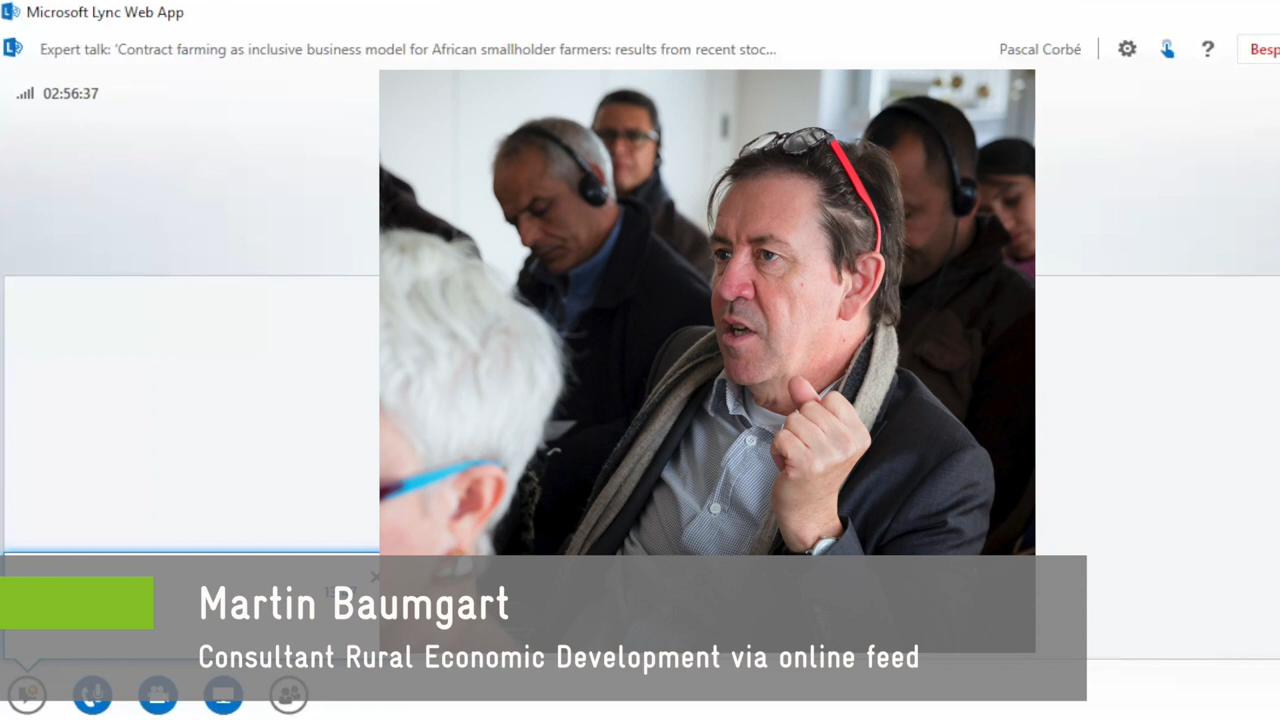 Microsoft Lync Web App
Expert talk: 'Contract farming as inclusive business model for African smallholder farmers: results from recent stoc...
Pascal Corbé
?
Besp
02:56:37
Martin Baumgart
Consultant Rural Economic Development via online feed